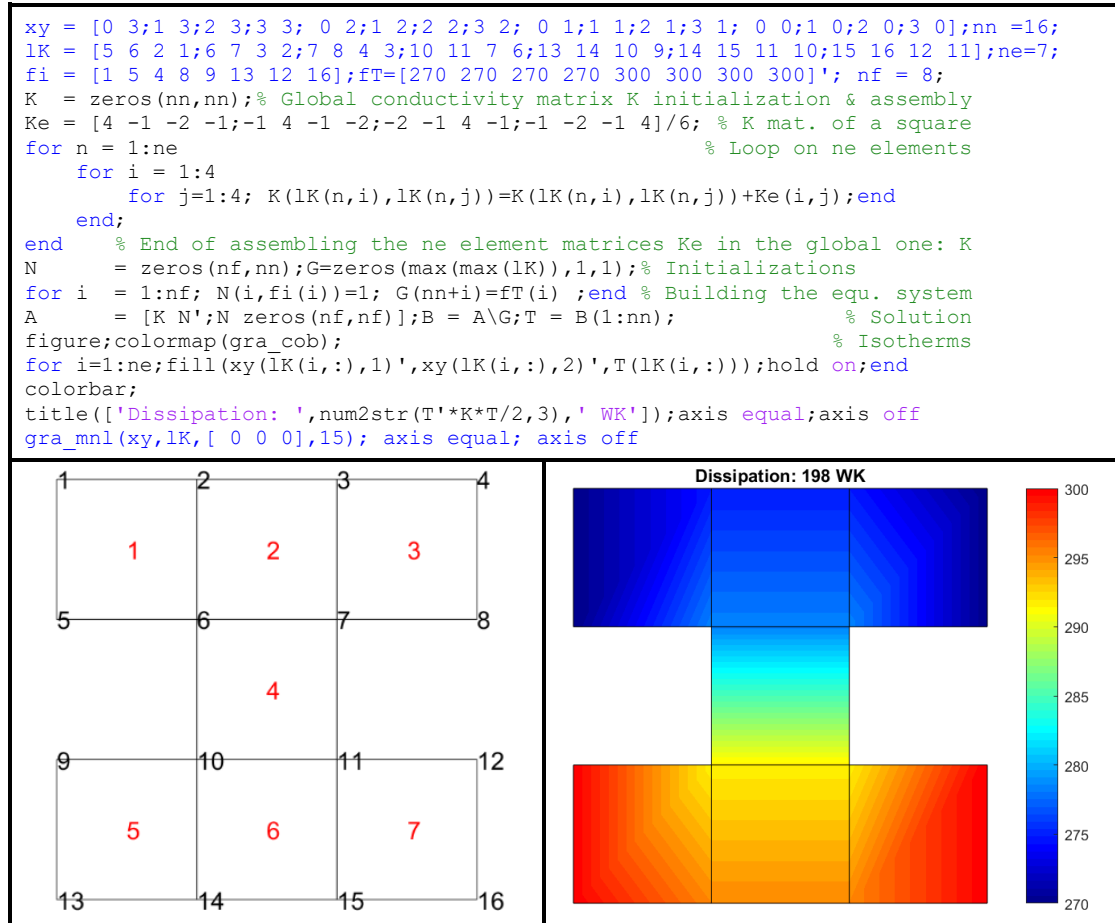 xy = [0 3;1 3;2 3;3 3; 0 2;1 2;2 2;3 2; 0 1;1 1;2 1;3 1; 0 0;1 0;2 0;3 0];nn =16;
lK = [5 6 2 1;6 7 3 2;7 8 4 3;10 11 7 6;13 14 10 9;14 15 11 10;15 16 12 11];ne=7;
fi = [1 5 4 8 9 13 12 16];fT=[270 270 270 270 300 300 300 300]'; nf = 8;
K = zeros(nn,nn);% Global conductivity matrix K initialization & assembly
Ke = [4 -1 -2 -1;-1 4 -1 -2;-2 -1 4 -1;-1 -2 -1 4]/6; % K mat. of a square
for n = 1:ne % Loop on ne elements
for i = 1:4
for j=1:4; K(lK(n,i),lK(n,j))=K(lK(n,i),lK(n,j))+Ke(i,j);end
end;
end % End of assembling the ne element matrices Ke in the global one: K
N = zeros(nf,nn);G=zeros(max(max(lK)),1,1);% Initializations
for i = 1:nf; N(i,fi(i))=1; G(nn+i)=fT(i) ;end % Building the equ. system
A = [K N';N zeros(nf,nf)];B = A\G;T = B(1:nn); % Solution
figure;colormap(gra_cob); % Isotherms
for i=1:ne;fill(xy(lK(i,:),1)',xy(lK(i,:),2)',T(lK(i,:)));hold on;end
colorbar;
title(['Dissipation: ',num2str(T'*K*T/2,3),' WK']);axis equal;axis off
gra_mnl(xy,lK,[ 0 0 0],15); axis equal; axis off
1 2 3 4
1 2 3
5 6 7 8
4
9 10 11 12
5 6 7
13 14 15 16
Dissipation: 198 WK
300
295
290
285
280
275
270